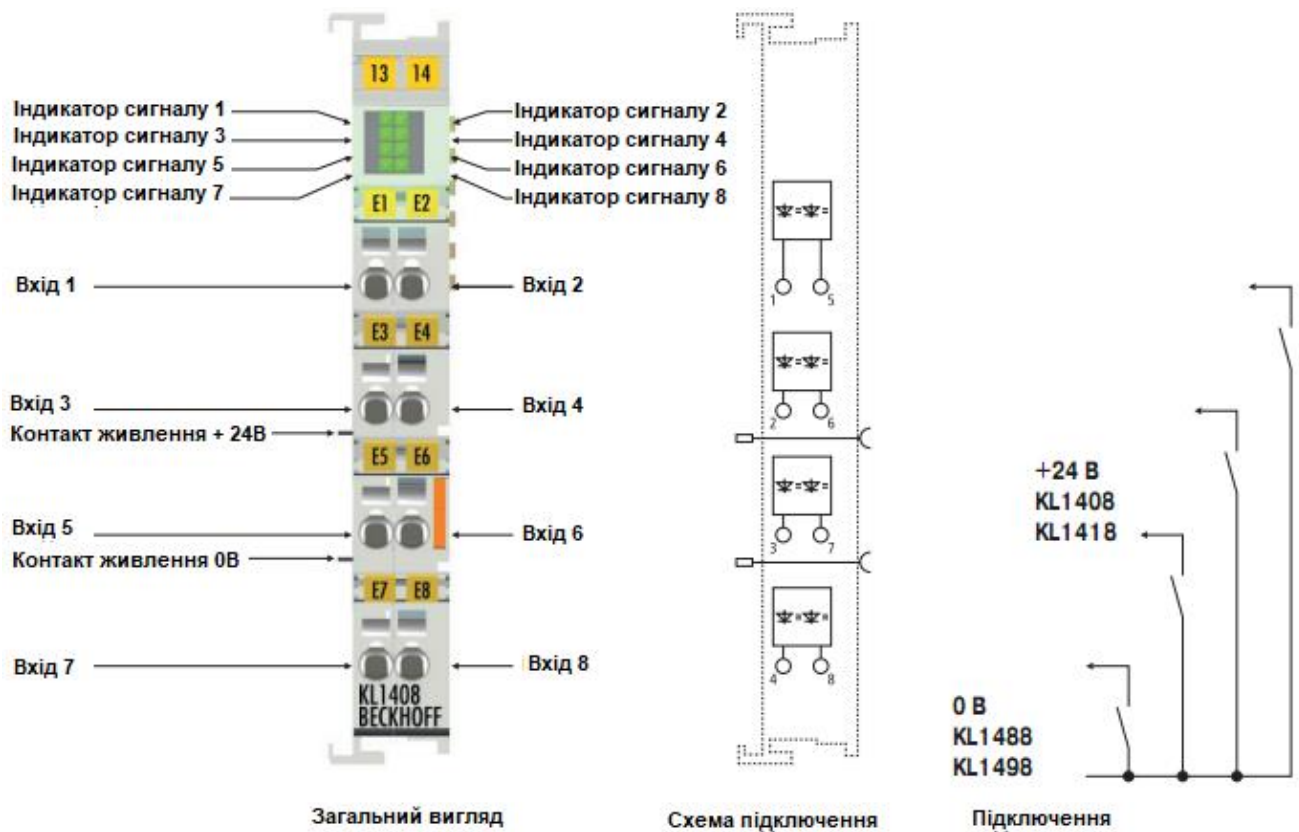 13 14
Індикатор сигналу 1
Індикатор сигналу 2
Індикатор сигналу 3
Індикатор сигналу 4
Індикатор сигналу 5
Індикатор сигналу 6
Індикатор сигналу 7
Індикатор сигналу 8
E1 E2
Вхід 1
Вхід 2
E3 E4
Вхід 3
Вхід 4
Контакт живлення + 24В
E5 E6
Вхід 5
Вхід 6
Контакт живлення 0В
E7 E8
Вхід 7
Вхід 8
KL1408
BECKHOFF
Загальний вигляд
1 5
2 6
3 7
4 8
Схема підключення
+24 В
KL1408
KL1418
0 В
KL1488
KL1498
Підключення